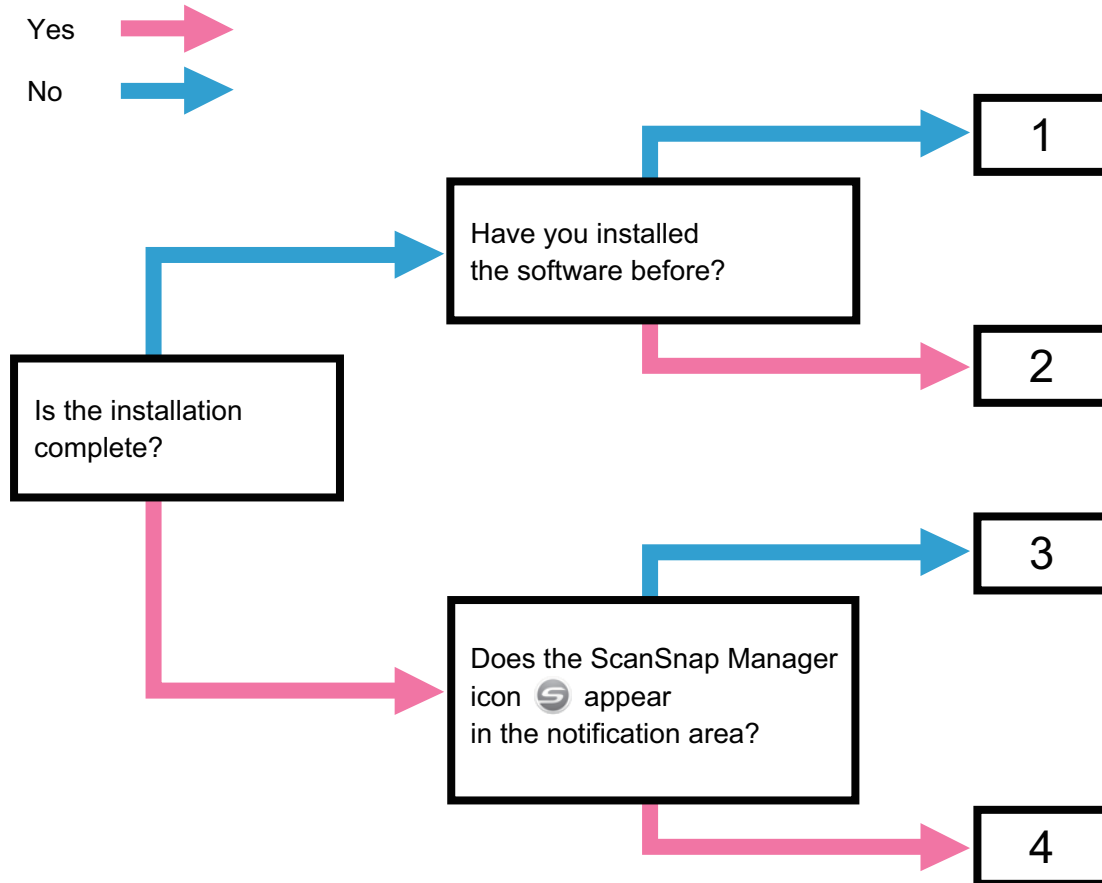 Yes
No
1
Have you installed
the software before?
2
Is the installation
complete?
3
Does the ScanSnap Manager
icon S appear
in the notification area?
4